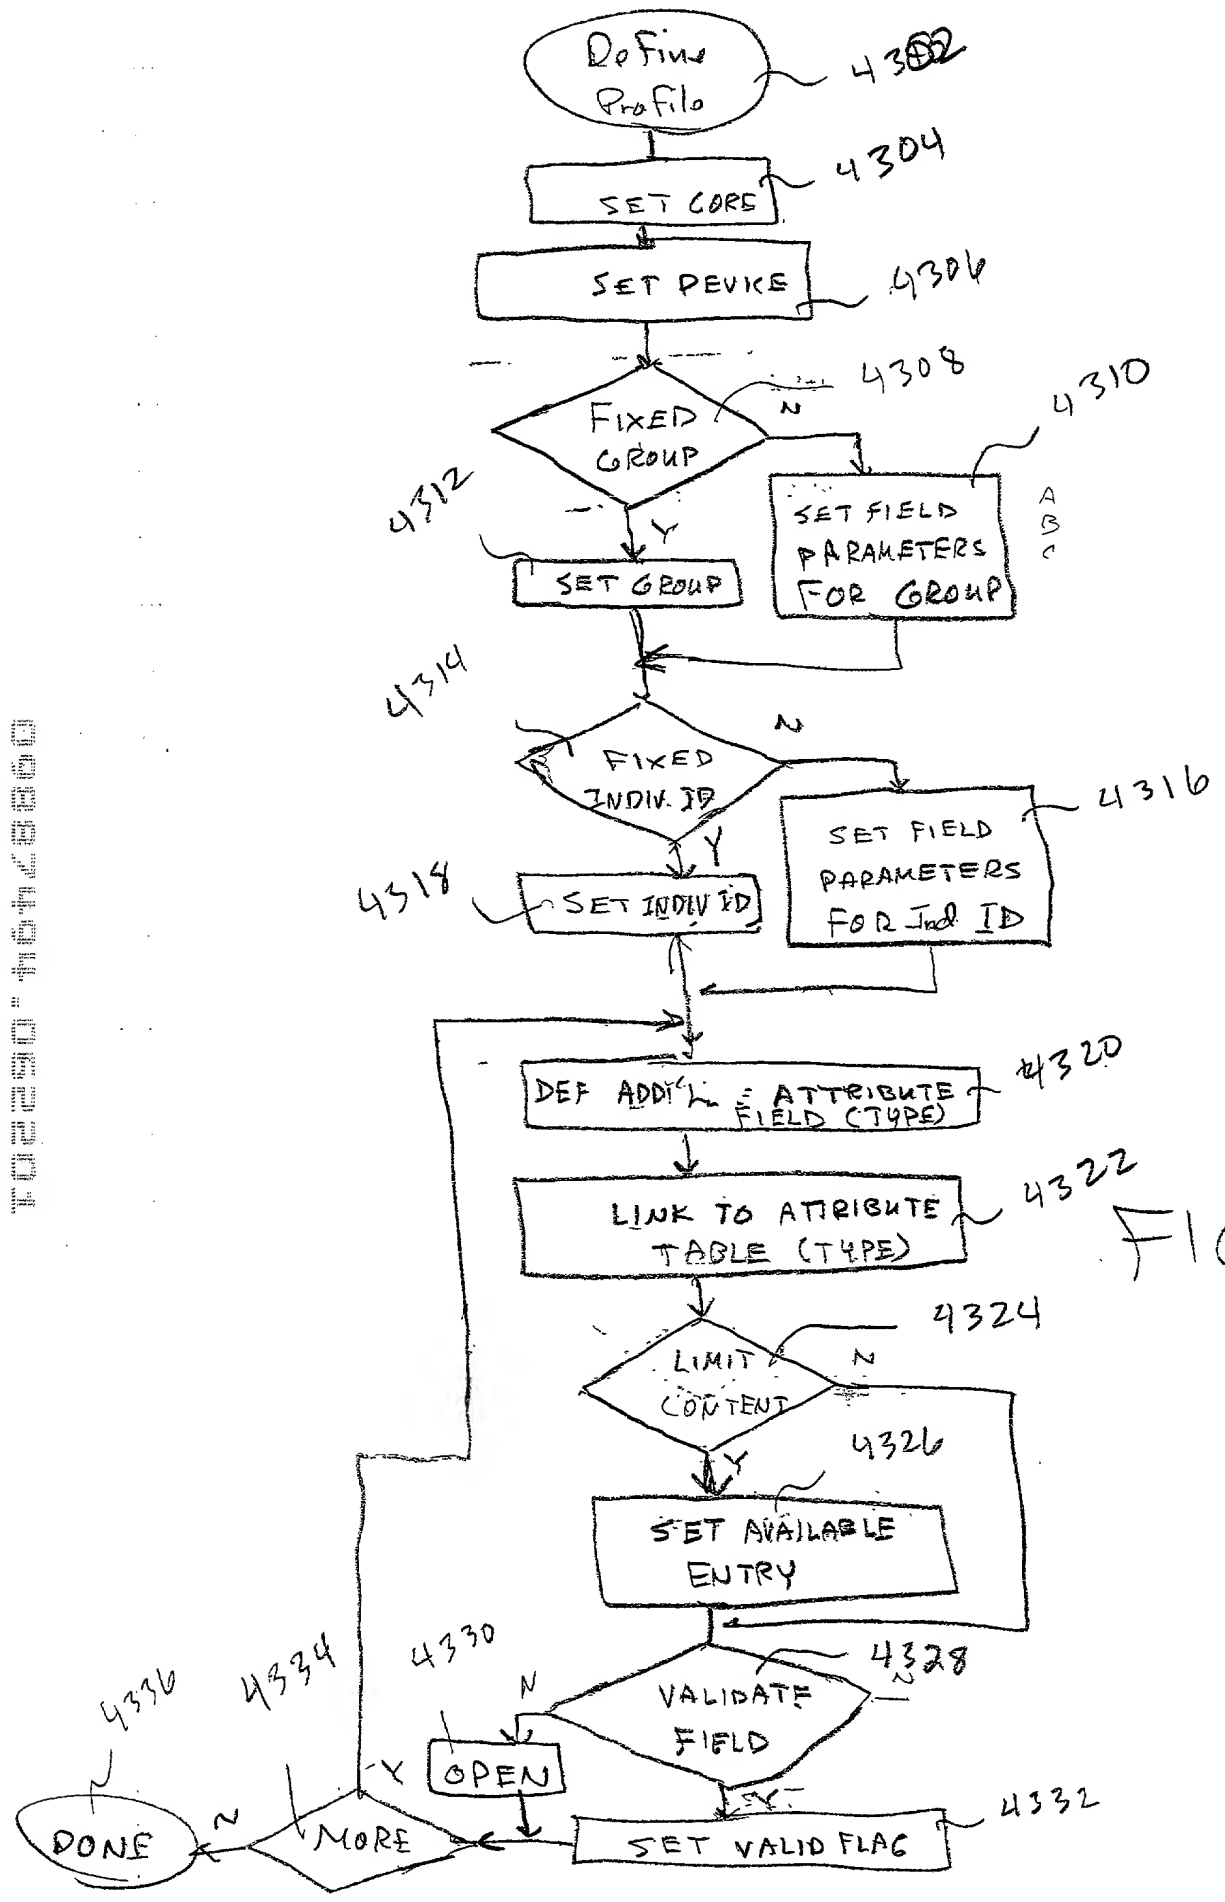 Define
Profile
4302
4304
SET CORE
SET DEVICE
4306
4308
FIXED
GROUP
N
4310
4312
Y
SET FIELD
PARAMETERS
FOR GROUP
A
B
C
SET GROUP
4314
N
FIXED
INDIV. ID
4316
SET FIELD
PARAMETERS
FOR Ind ID
Y
4318
SET INDIV ID
4320
DEF ADDT'L ATTRIBUTE
FIELD (TYPE)
4322
LINK TO ATTRIBUTE
TABLE (TYPE)
4324
LIMIT
CONTENT
N
Y
4326
SET AVAILABLE
ENTRY
4328
VALIDATE
FIELD
N
N
4330
OPEN
Y
4332
SET VALID FLAG
4334
MORE
Y
N
4336
DONE